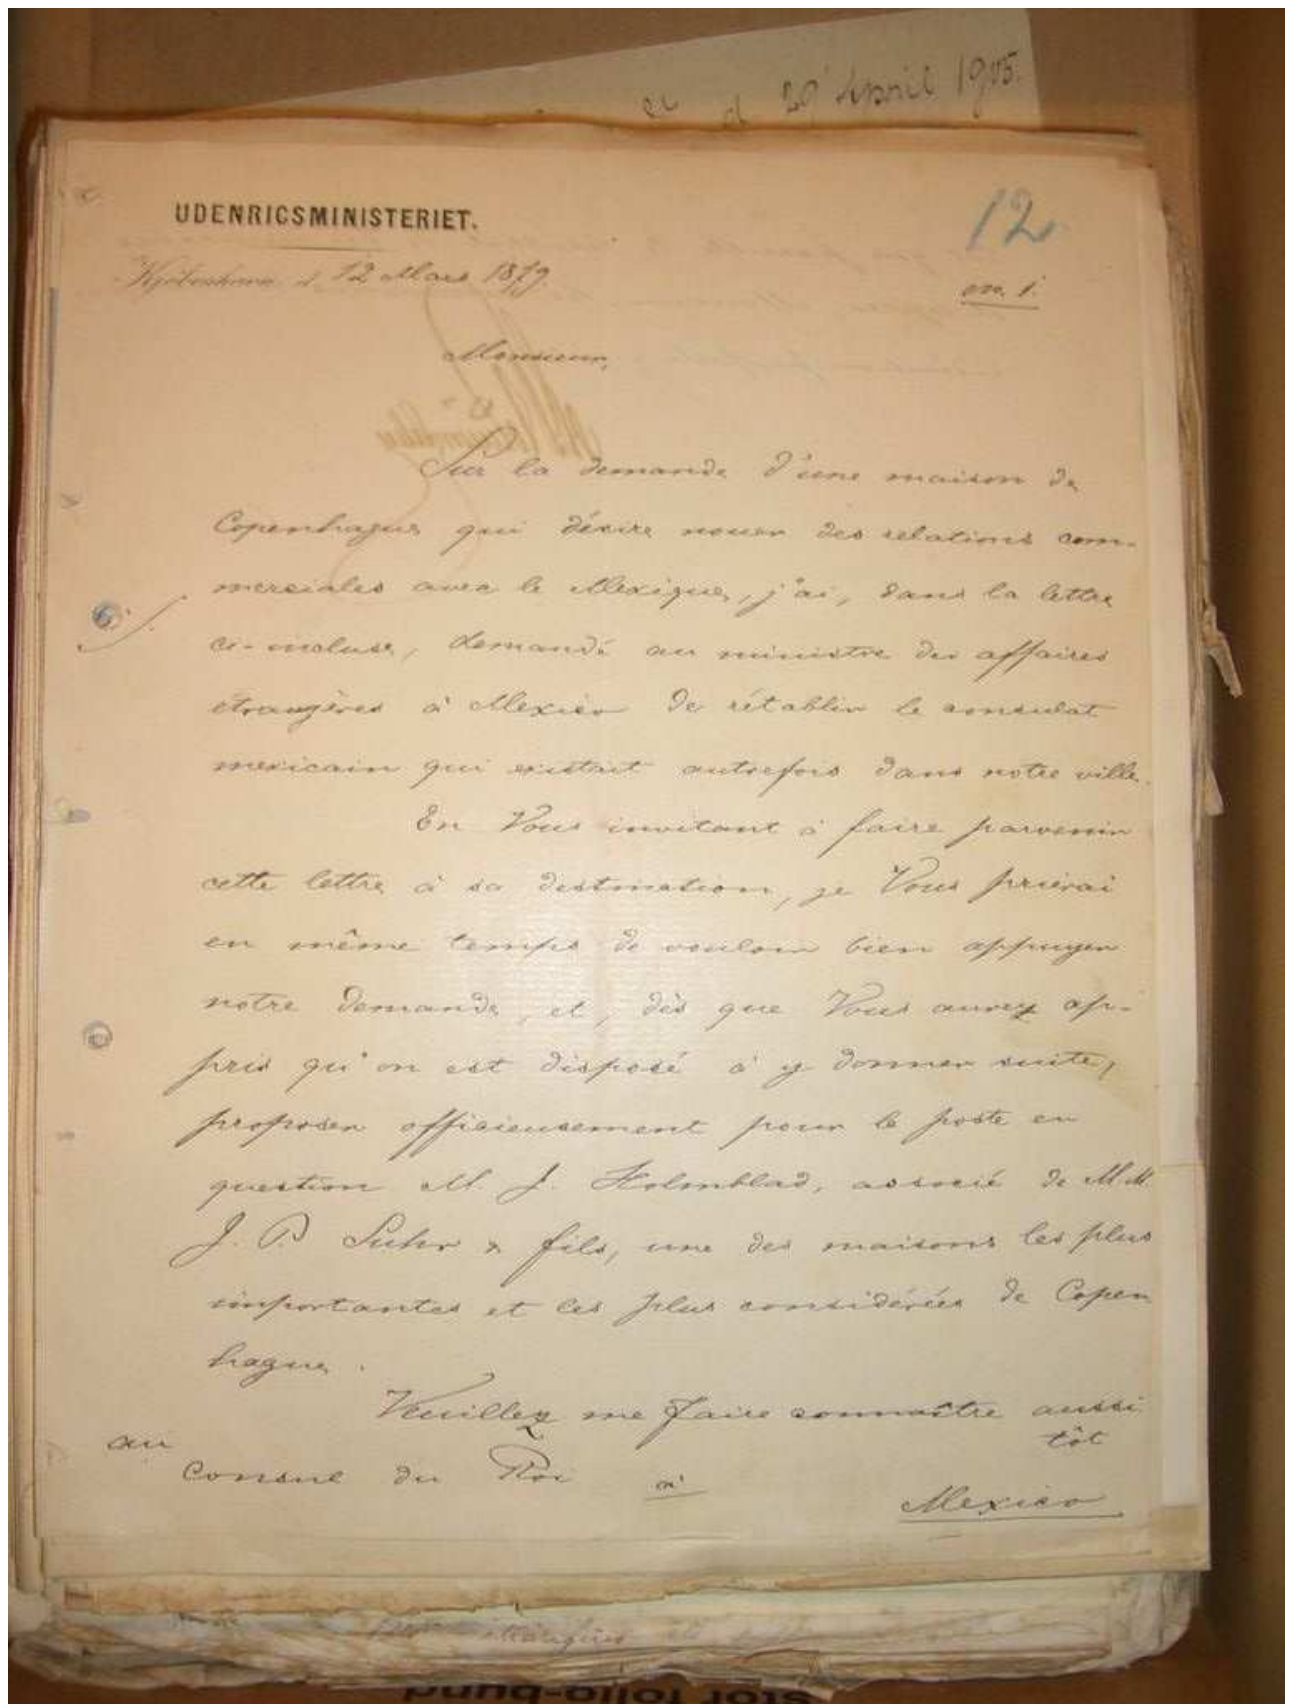 d 29 April 1905.
UDENRIGSMINISTERIET.
12
Kjøbenhavn d. 12 Mars 1879.
on. 1.
Monsieur,
Sur la demande d'une maison de
Copenhague qui désire nouer des relations com-
merciales avec le Mexique, j'ai, dans la lettre
ci-incluse, demandé au ministre des affaires
étrangères à Mexico de rétablir le consulat
mexicain qui existait autrefois dans notre ville.
En Vous invitant à faire parvenir
cette lettre à sa destination, je Vous prierai
en même temps de vouloir bien appuyer
notre demande, et, dès que Vous aurez ap-
pris qu'on est disposé à y donner suite,
proposer officieusement pour le poste en
question M. J. Holmblad, associé de M.M.
J. P. Suhr & fils, une des maisons les plus
importantes et les plus considérées de Copen
hague.
Veuillez me faire connaître aussi
tôt
au
Consul du Roi à
Mexico
étrangères
stor folio-bund